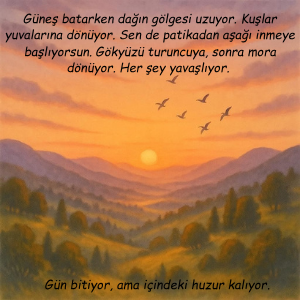 Güneş batarken dağın gölgesi uzuyor. Kuşlar
yuvalarına dönüyor. Sen de patikadan aşağı inmeye
başlıyorsun. Gökyüzü turuncuya, sonra mora
dönüyor. Her şey yavaşlıyor.
Gün bitiyor, ama içindeki huzur kalıyor.